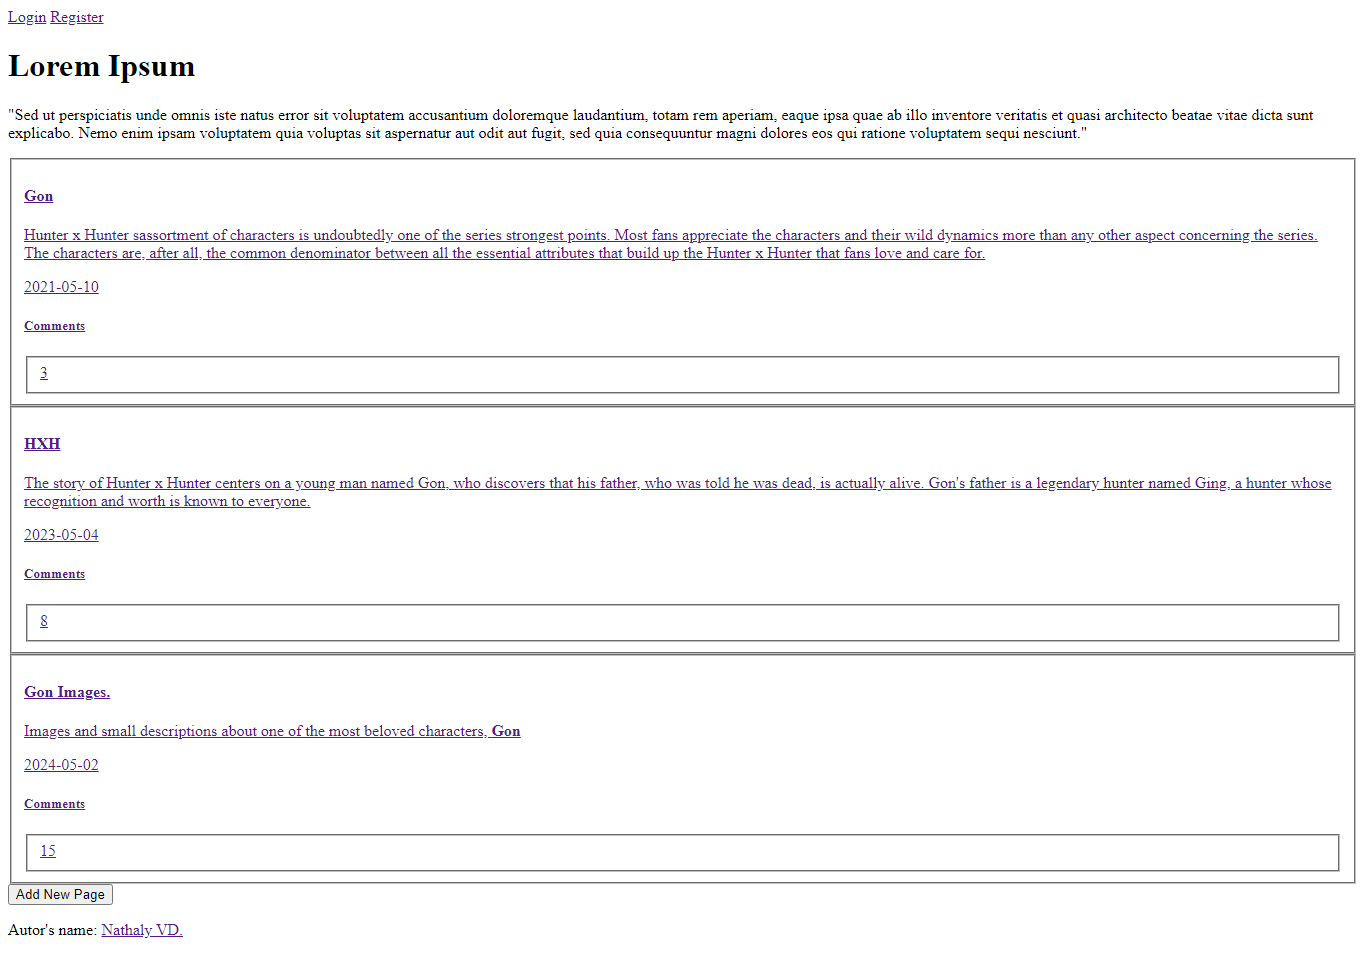 Login Register
Lorem Ipsum
"Sed ut perspiciatis unde omnis iste natus error sit voluptatem accusantium doloremque laudantium, totam rem aperiam, eaque ipsa quae ab illo inventore veritatis et quasi architecto beatae vitae dicta sunt
explicabo. Nemo enim ipsam voluptatem quia voluptas sit aspernatur aut odit aut fugit, sed quia consequuntur magni dolores eos qui ratione voluptatem sequi nesciunt."
Gon
Hunter x Hunter sassortment of characters is undoubtedly one of the series strongest points. Most fans appreciate the characters and their wild dynamics more than any other aspect concerning the series.
The characters are, after all, the common denominator between all the essential attributes that build up the Hunter x Hunter that fans love and care for.
2021-05-10
Comments
3
HXH
The story of Hunter x Hunter centers on a young man named Gon, who discovers that his father, who was told he was dead, is actually alive. Gon's father is a legendary hunter named Ging, a hunter whose
recognition and worth is known to everyone.
2023-05-04
Comments
8
Gon Images.
Images and small descriptions about one of the most beloved characters, Gon
2024-05-02
Comments
15
Add New Page
Autor's name: Nathaly VD.